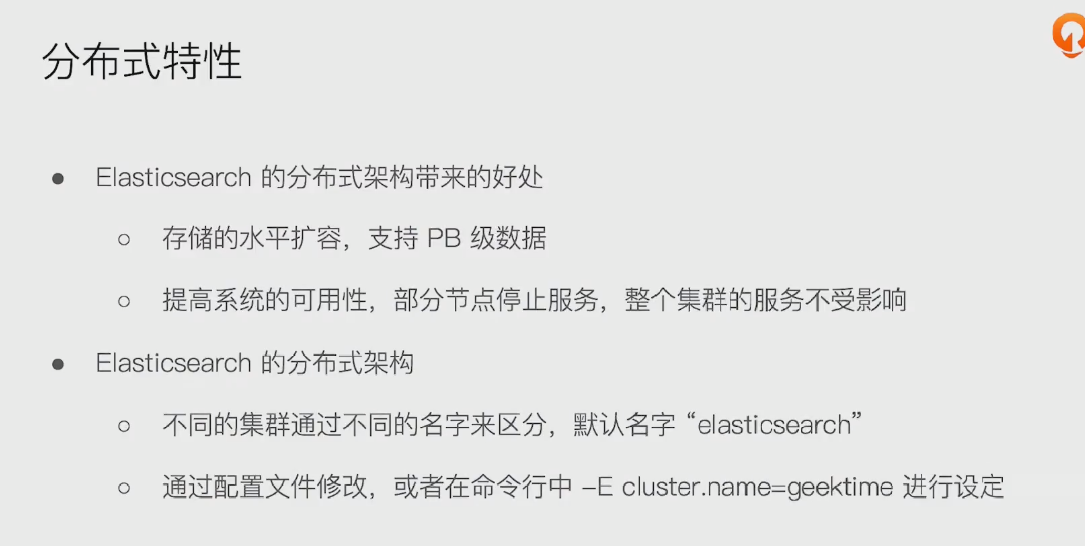 分布式特性
● Elasticsearch 的分布式架构带来的好处
○ 存储的水平扩容，支持 PB 级数据
○ 提高系统的可用性，部分节点停止服务，整个集群的服务不受影响
● Elasticsearch 的分布式架构
○ 不同的集群通过不同的名字来区分，默认名字 “elasticsearch”
○ 通过配置文件修改，或者在命令行中 -E cluster.name=geektime 进行设定